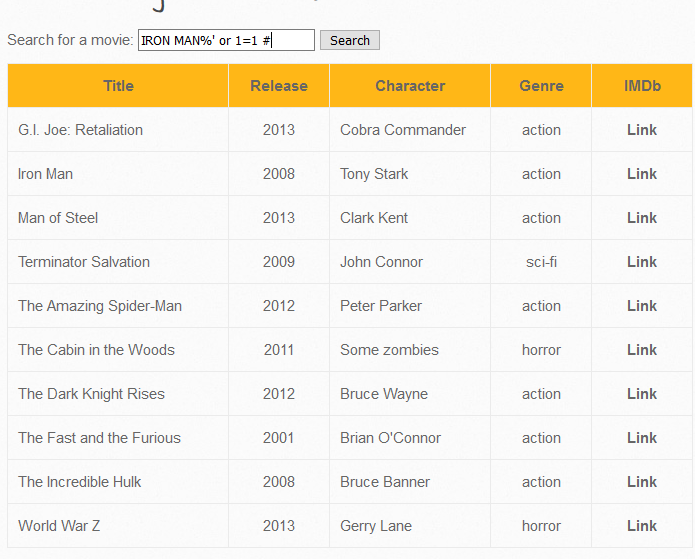 Search for a movie: IRON MAN%' or 1=1 # Search
Title Release Character Genre IMDb
G.I. Joe: Retaliation 2013 Cobra Commander action Link
Iron Man 2008 Tony Stark action Link
Man of Steel 2013 Clark Kent action Link
Terminator Salvation 2009 John Connor sci-fi Link
The Amazing Spider-Man 2012 Peter Parker action Link
The Cabin in the Woods 2011 Some zombies horror Link
The Dark Knight Rises 2012 Bruce Wayne action Link
The Fast and the Furious 2001 Brian O'Connor action Link
The Incredible Hulk 2008 Bruce Banner action Link
World War Z 2013 Gerry Lane horror Link